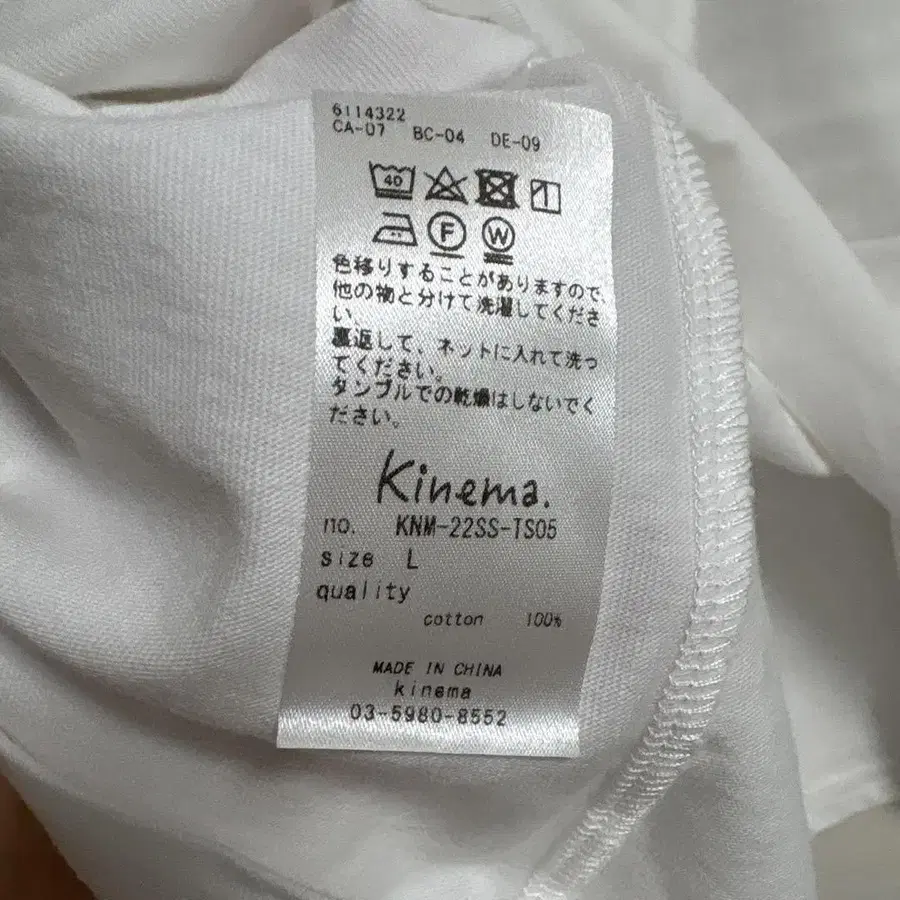 6114322
CA-07 BC-04 DE-09
40
F W
色移りすることがありますので、
他の物と分けて洗濯してくださ
い。
裏返して、ネットに入れて洗っ
てください。
タンブルでの乾燥はしないでく
ださい。
Kinema.
no. KNM-22SS-TS05
size L
quality
cotton 100%
MADE IN CHINA
kinema
03-5980-8552